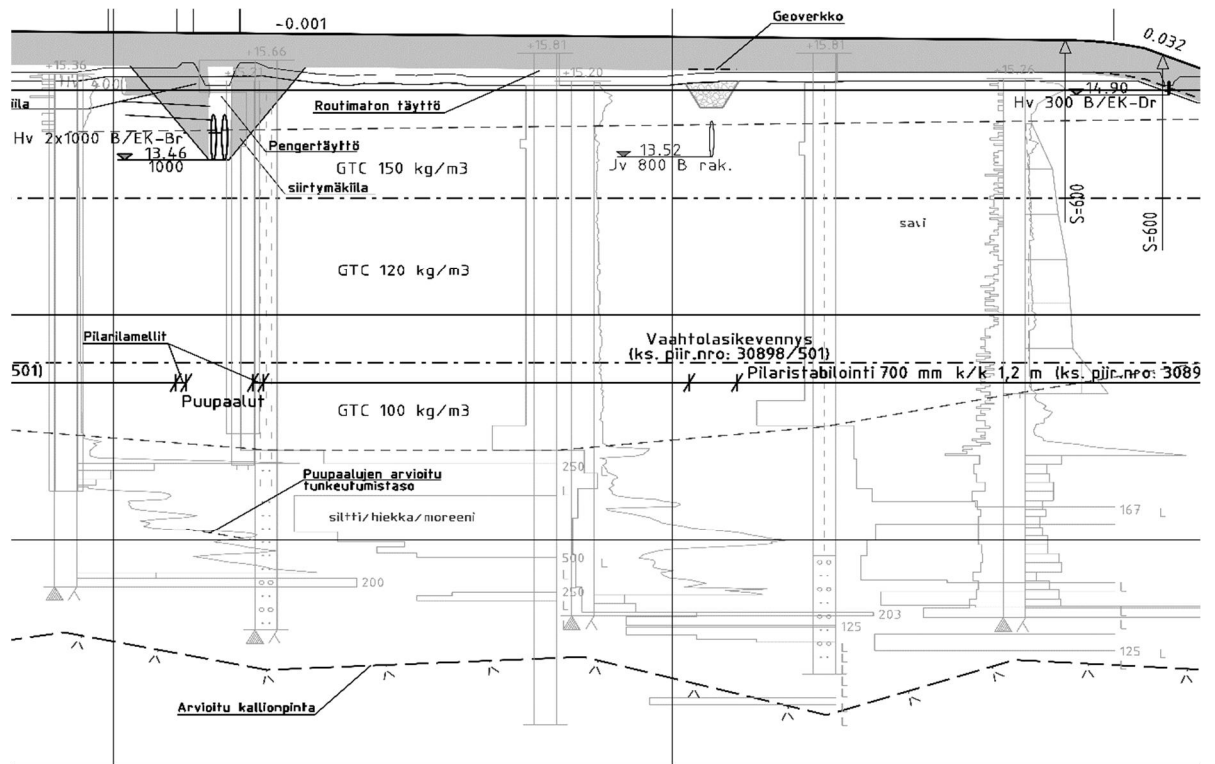 -0.001
Geoverkko
0.032
+15.66
+15.81
+15.81
+15.36
+15.20
+15.36
Hv 400
14.90
Hv 300 B/EK-Dr
Routimaton täyttö
Hv 2x1000 B/EK-Br
Pengertäyttö
13.46
1000
GTC 150 kg/m3
13.52
Jv 800 B rak.
siirtymäkiila
S=600
S=600
savi
GTC 120 kg/m3
Pilarilamellit
Vaahtolasikevennys
(ks. piir.nro: 30898/501)
501)
Pilaristabilointi 700 mm k/k 1,2 m (ks. piir.nro: 3089
Puupaalut
GTC 100 kg/m3
250
L
Puupaalujen arvioitu
tunkeutumistaso
siltti/hiekka/moreeni
167 L
500
L
L
250
L
200
L
203
125
L
125 L
Arvioitu kallionpinta